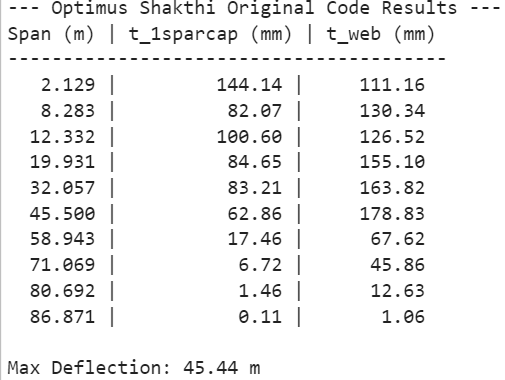 --- Optimus Shakthi Original Code Results ---
Span (m) | t_1sparcap (mm) | t_web (mm)
----------------------------------------
2.129 | 144.14 | 111.16
8.283 | 82.07 | 130.34
12.332 | 100.60 | 126.52
19.931 | 84.65 | 155.10
32.057 | 83.21 | 163.82
45.500 | 62.86 | 178.83
58.943 | 17.46 | 67.62
71.069 | 6.72 | 45.86
80.692 | 1.46 | 12.63
86.871 | 0.11 | 1.06
Max Deflection: 45.44 m